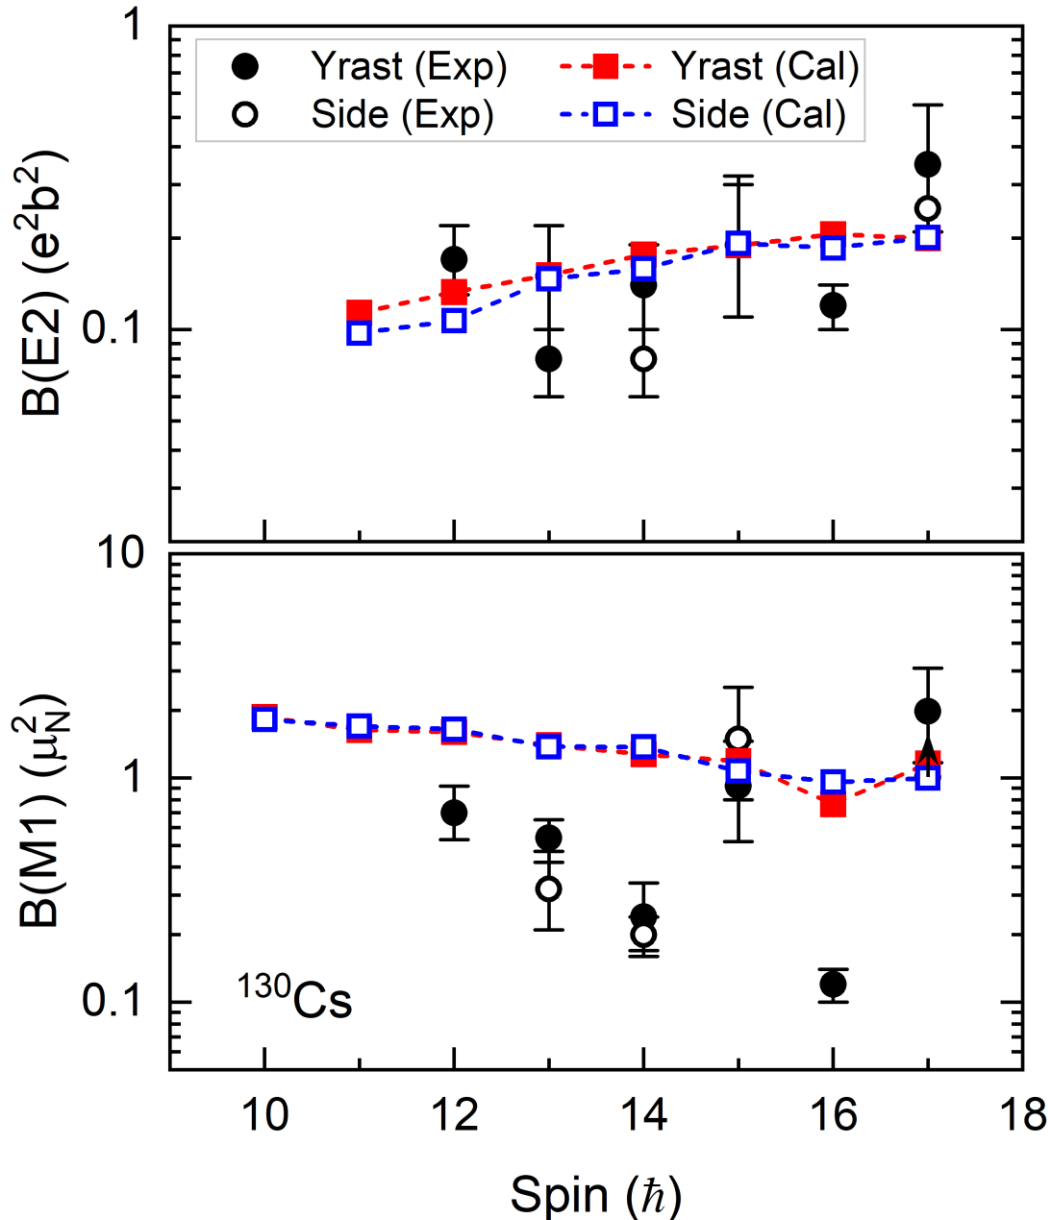 1
Yrast (Exp) Yrast (Cal)
Side (Exp) Side (Cal)
B(E2) (e²b²)
0.1
10
B(M1) (μ²N)
1
0.1
¹³⁰Cs
10 12 14 16 18
Spin (ℏ)